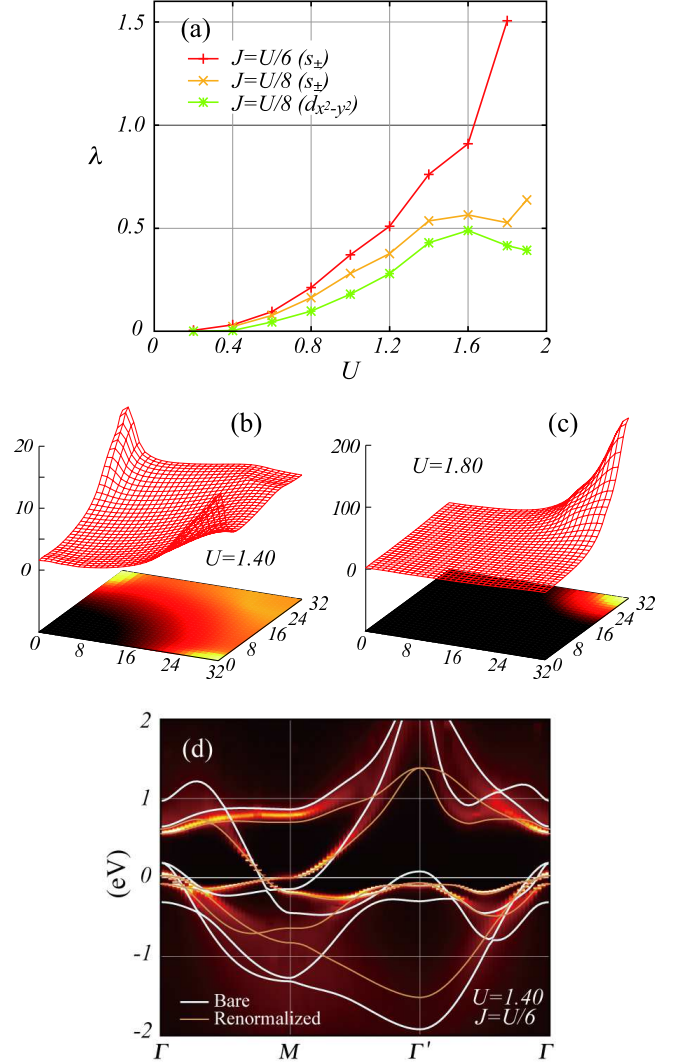 (a)
J=U/6 (s±)
J=U/8 (s±)
J=U/8 (dx²-y²)
1.5
1.0
0.5
0
λ
0 0.4 0.8 1.2 1.6 2
U
(b)
20
10
0
U=1.40
0 8 16 24 32
0 8 16 24 32
(c)
200
100
0
U=1.80
0 8 16 24 32
0 8 16 24 32
(d)
2
1
0
-1
-2
(eV)
Bare
Renormalized
U=1.40
J=U/6
Γ M Γ' Γ